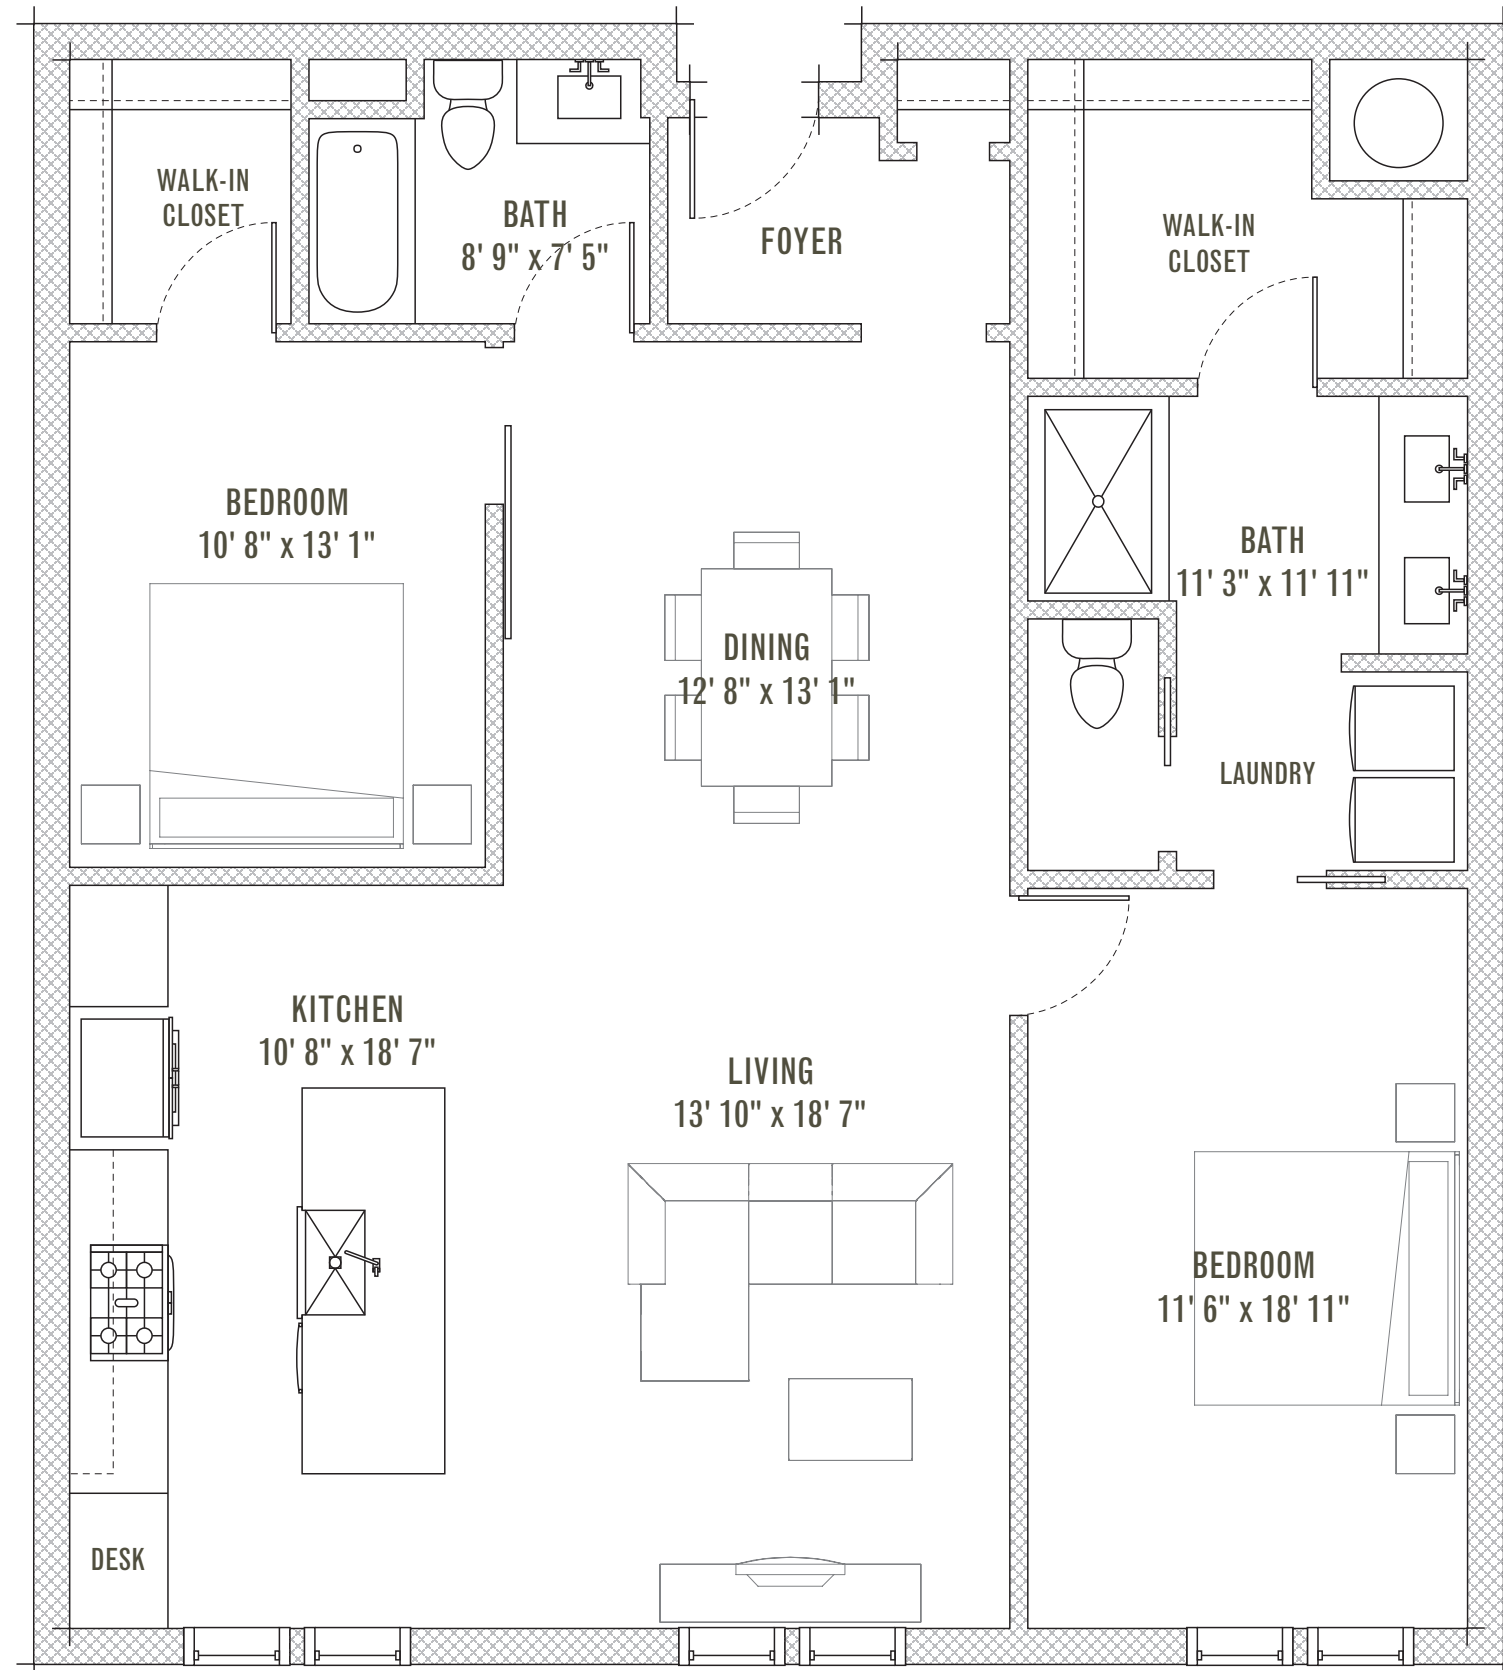 WALK-IN
CLOSET
BATH
8' 9" x 7' 5"
FOYER
WALK-IN
CLOSET
BEDROOM
10' 8" x 13' 1"
BATH
11' 3" x 11' 11"
DINING
12' 8" x 13' 1"
LAUNDRY
KITCHEN
10' 8" x 18' 7"
LIVING
13' 10" x 18' 7"
BEDROOM
11' 6" x 18' 11"
DESK